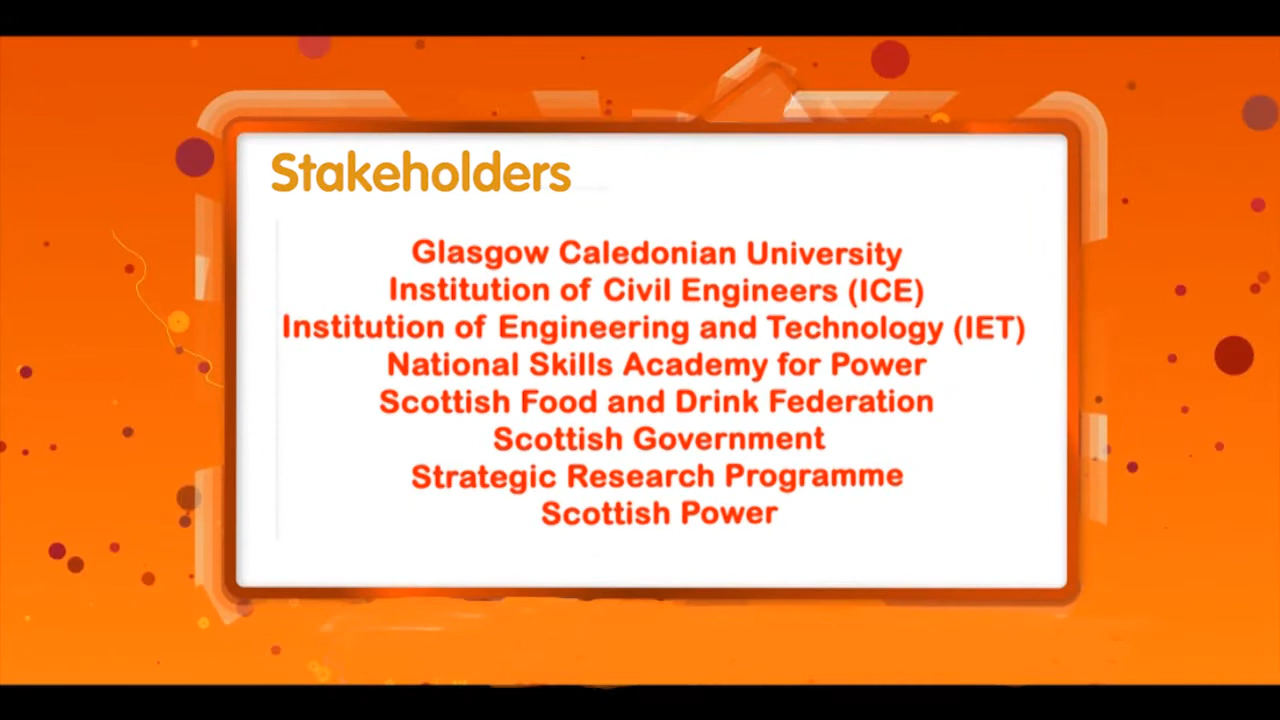 Stakeholders
Glasgow Caledonian University
Institution of Civil Engineers (ICE)
Institution of Engineering and Technology (IET)
National Skills Academy for Power
Scottish Food and Drink Federation
Scottish Government
Strategic Research Programme
Scottish Power